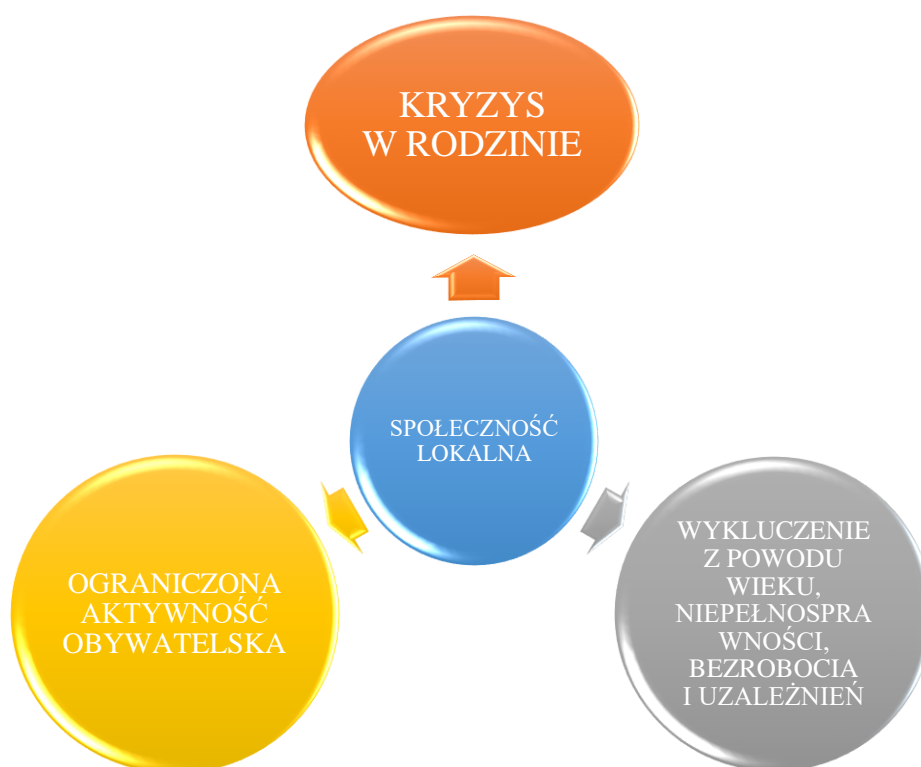 KRYZYS
W RODZINIE
SPOŁECZNOŚĆ
LOKALNA
WYKLUCZENIE
Z POWODU
WIEKU,
NIEPEŁNOSPRA
WNOŚCI,
BEZROBOCIA
I UZALEŻNIEŃ
OGRANICZONA
AKTYWNOŚĆ
OBYWATELSKA